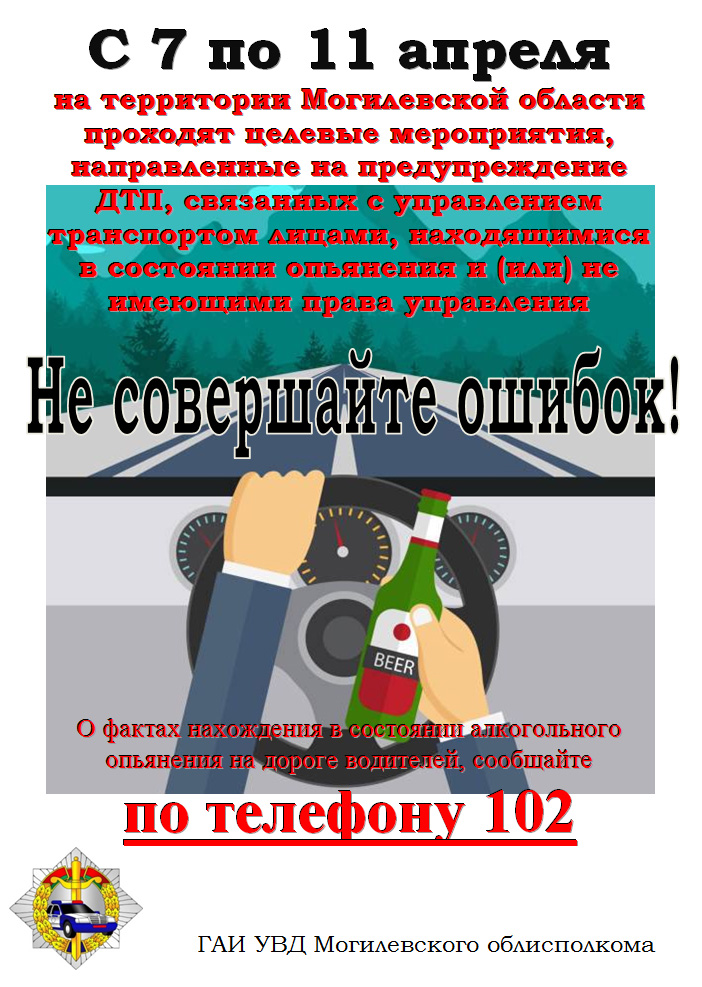 С 7 по 11 апреля
на территории Могилевской области
проходят целевые мероприятия,
направленные на предупреждение
ДТП, связанных с управлением
транспортом лицами, находящимися
в состоянии опьянения и (или) не
имеющими права управления
Не совершайте ошибок!
BEER
О фактах нахождения в состоянии алкогольного
опьянения на дороге водителей, сообщайте
по телефону 102
ГАИ УВД Могилевского облисполкома